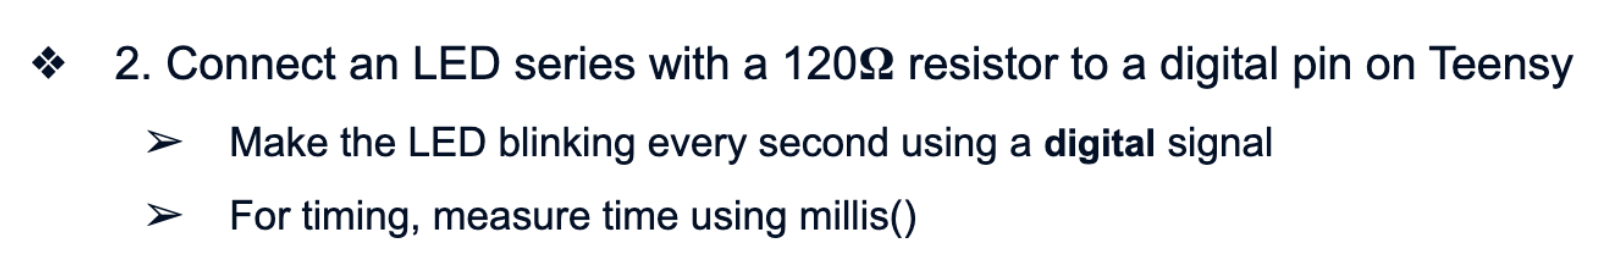 ❖ 2. Connect an LED series with a 120Ω resistor to a digital pin on Teensy
➢ Make the LED blinking every second using a digital signal
➢ For timing, measure time using millis()